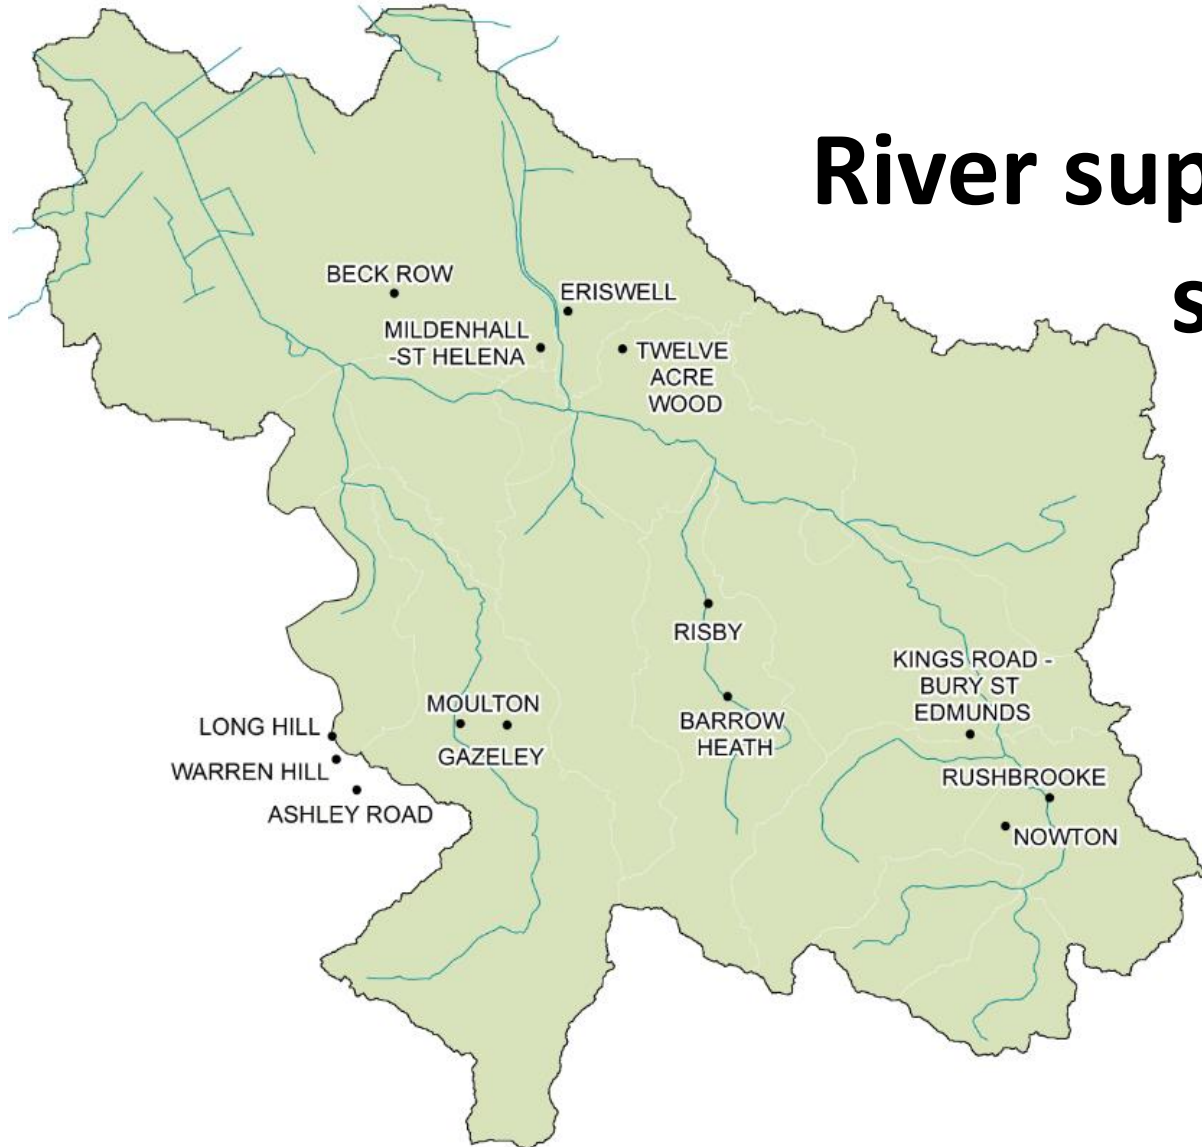 River sup
s
BECK ROW
ERISWELL
MILDENHALL
-ST HELENA
TWELVE
ACRE
WOOD
RISBY
KINGS ROAD -
BURY ST
EDMUNDS
MOULTON
GAZELEY
BARROW
HEATH
LONG HILL
WARREN HILL
ASHLEY ROAD
RUSHBROOKE
NOWTON